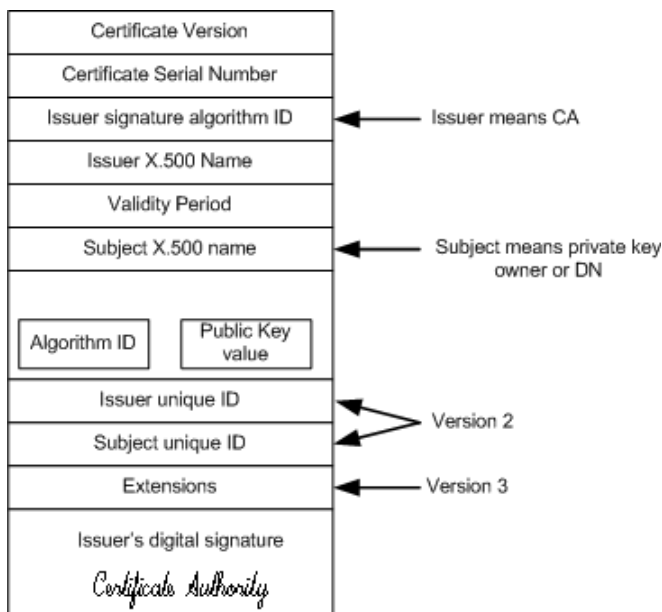 Certificate Version
Certificate Serial Number
Issuer signature algorithm ID
Issuer means CA
Issuer X.500 Name
Validity Period
Subject X.500 name
Subject means private key
owner or DN
Algorithm ID
Public Key
value
Issuer unique ID
Version 2
Subject unique ID
Extensions
Version 3
Issuer's digital signature
Certificate Authority